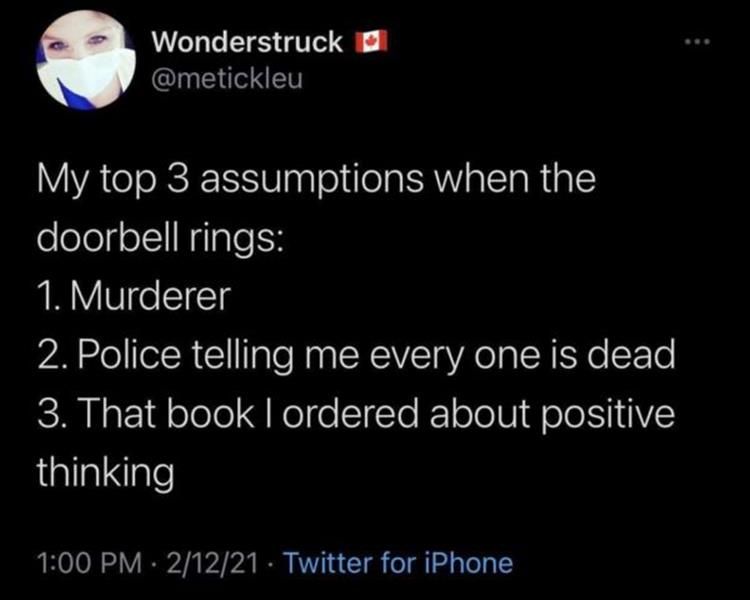 Wonderstruck 🇨🇦
@metickleu
My top 3 assumptions when the
doorbell rings:
1. Murderer
2. Police telling me every one is dead
3. That book I ordered about positive
thinking
1:00 PM · 2/12/21 · Twitter for iPhone